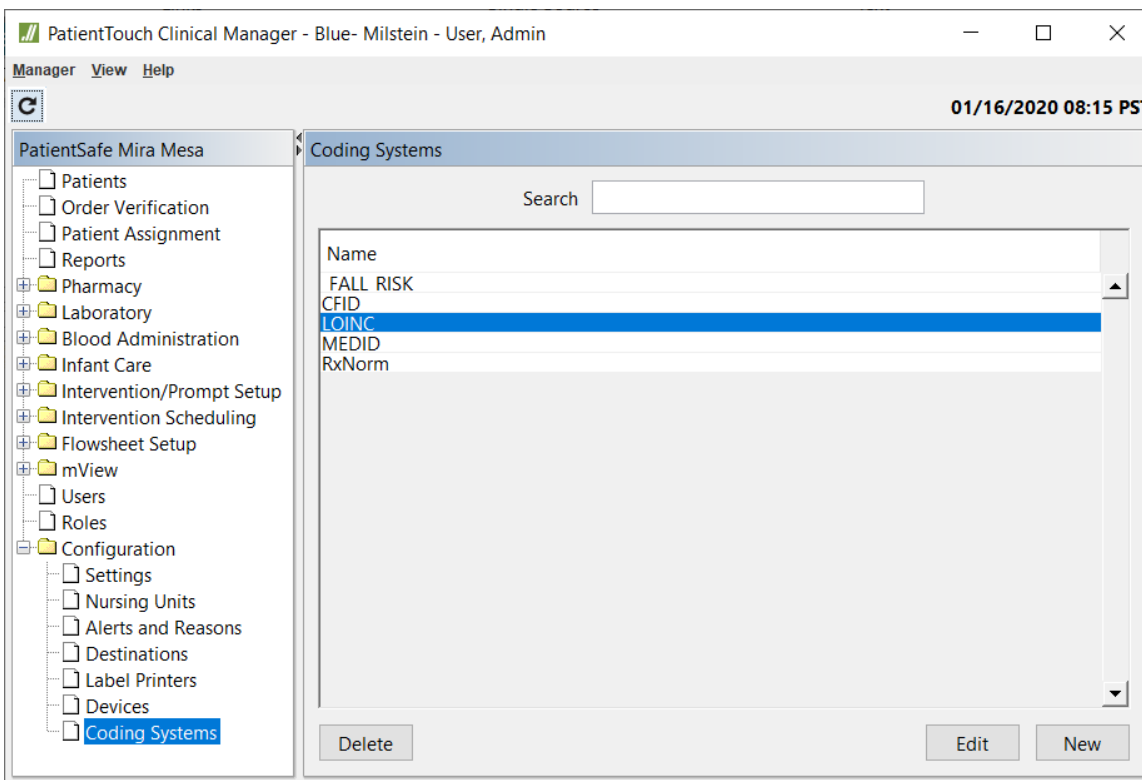 PatientTouch Clinical Manager - Blue- Milstein - User, Admin
Manager View Help
01/16/2020 08:15 PST
PatientSafe Mira Mesa
Patients
Order Verification
Patient Assignment
Reports
Pharmacy
Laboratory
Blood Administration
Infant Care
Intervention/Prompt Setup
Intervention Scheduling
Flowsheet Setup
mView
Users
Roles
Configuration
Settings
Nursing Units
Alerts and Reasons
Destinations
Label Printers
Devices
Coding Systems
Coding Systems
Search
Name
FALL RISK
CFID
LOINC
MEDID
RxNorm
Delete Edit New